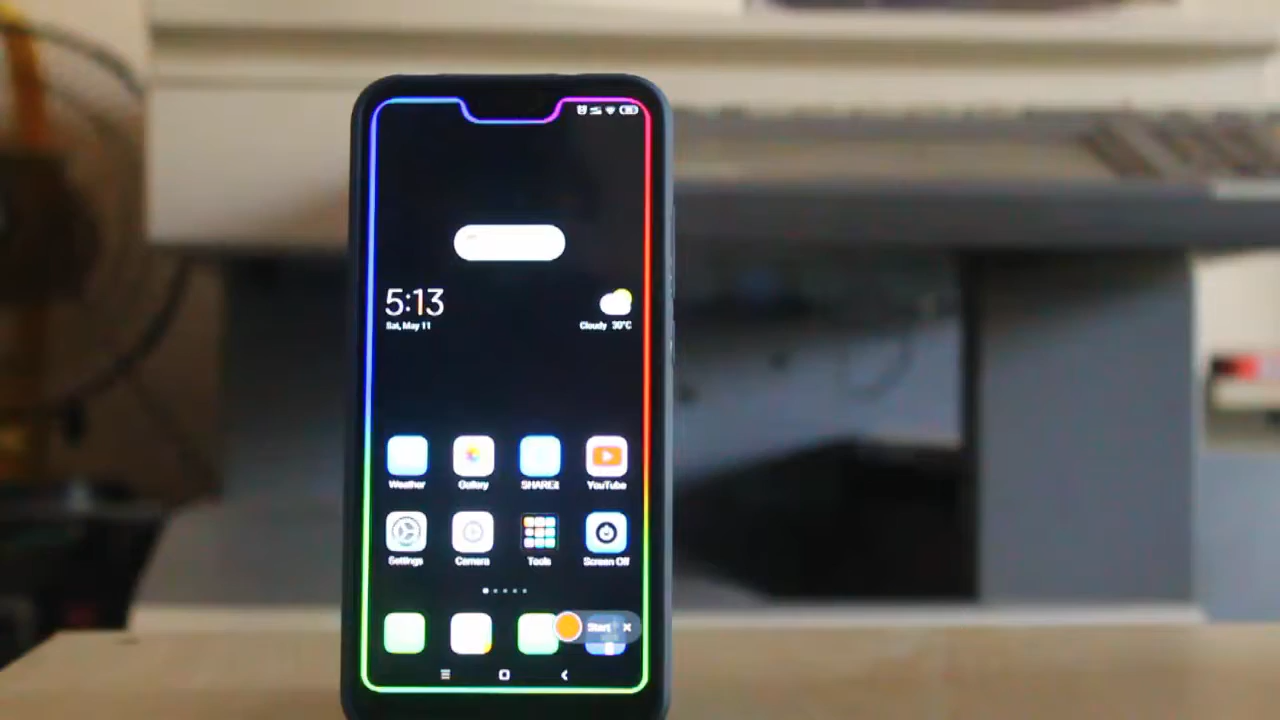 5:13
Sat, May 11
Cloudy 30°C
Weather
Gallery
SHAREit
YouTube
Settings
Camera
Tools
Screen Off
Start